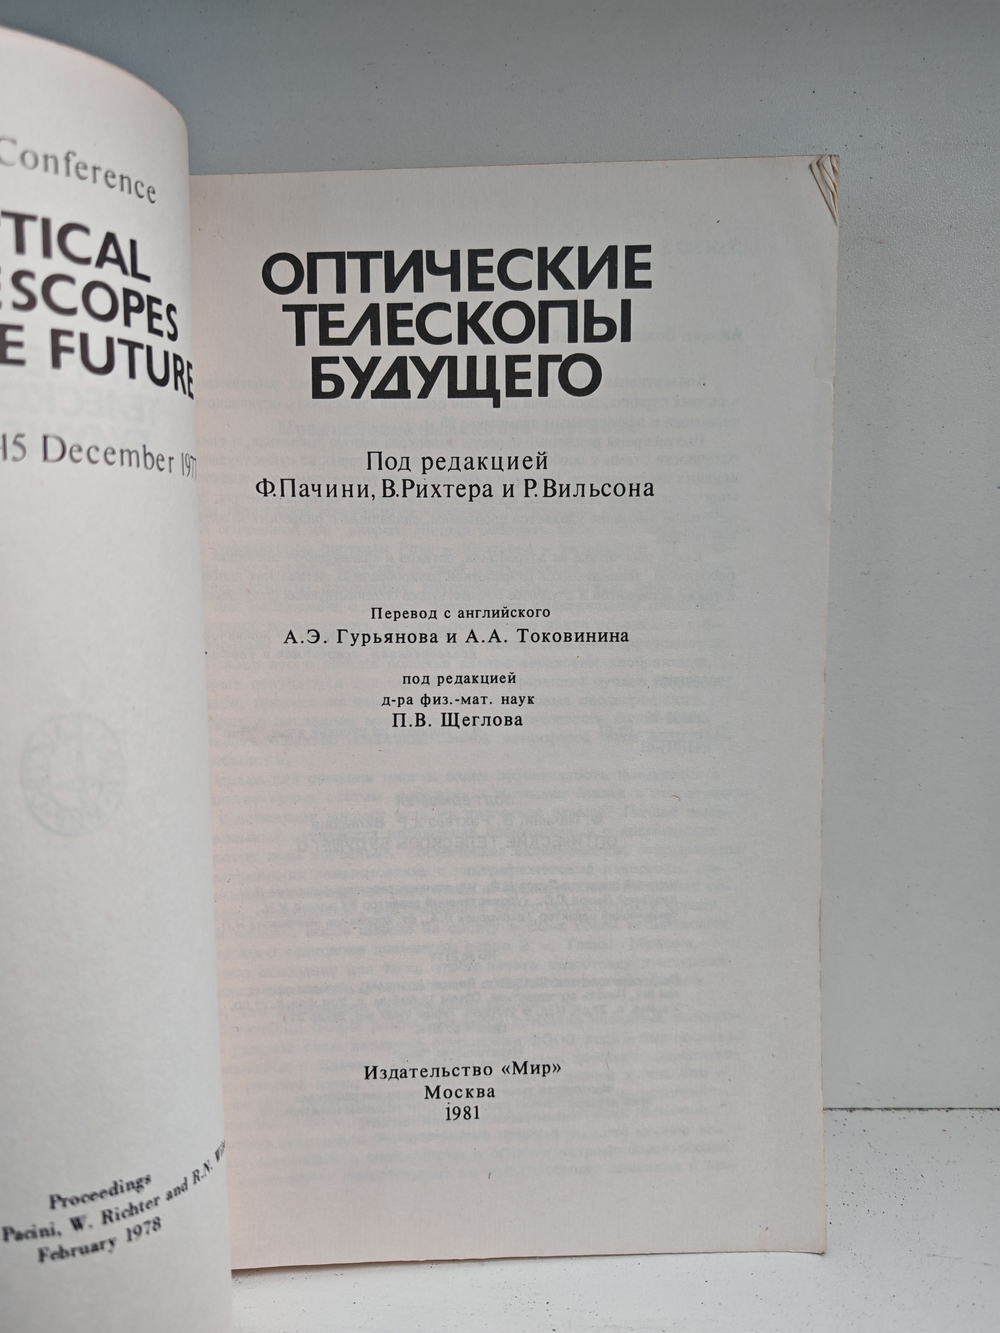 Conference
TICAL
ESCOPES
E FUTURE
15 December 197
Proceedings
Pacini, W. Richter and R.N.
February 1978
ОПТИЧЕСКИЕ
ТЕЛЕСКОПЫ
БУДУЩЕГО
Под редакцией
Ф.Пачини, В.Рихтера и Р.Вильсона
Перевод с английского
А.Э. Гурьянова и А.А. Токовинина
под редакцией
д-ра физ.-мат. наук
П.В. Щеглова
Издательство «Мир»
Москва
1981